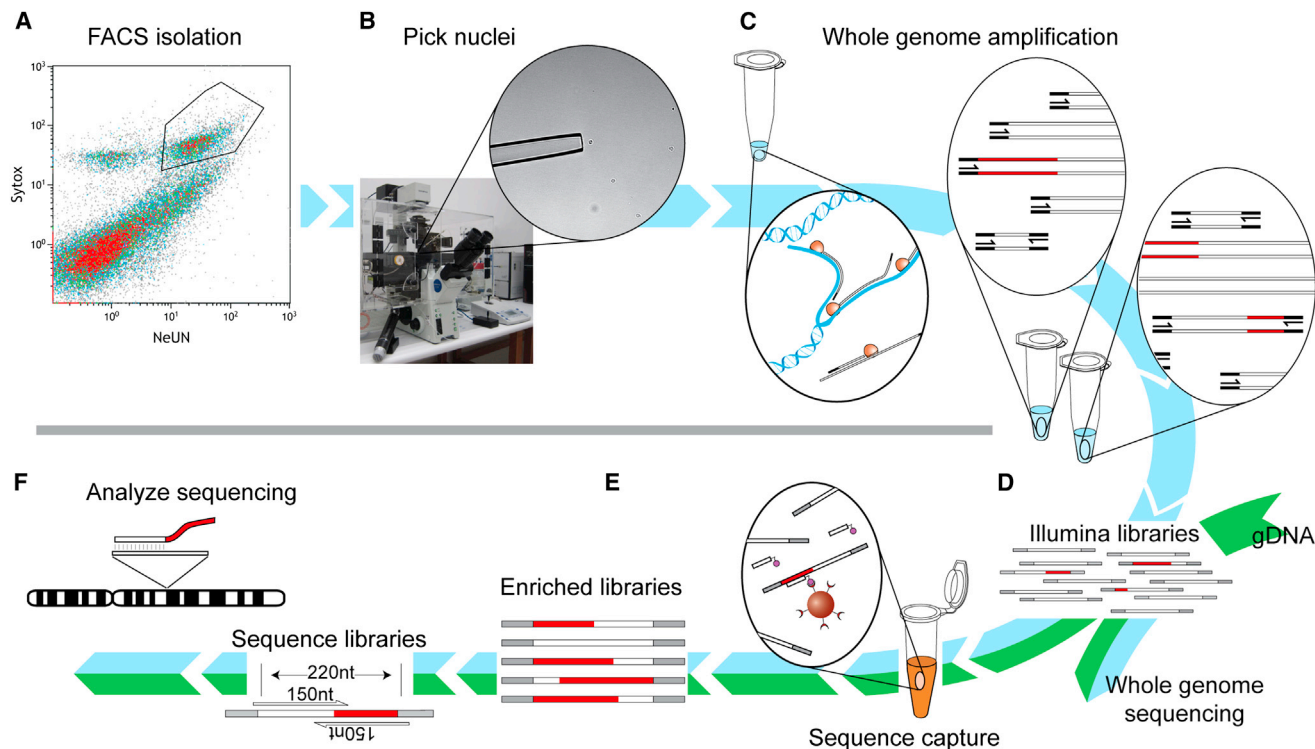 A
FACS isolation
10³
10²
10¹
10⁰
Sytox
10⁰ 10¹ 10² 10³
NeUN
B
Pick nuclei
C
Whole genome amplification
D
Illumina libraries
gDNA
Whole genome
sequencing
E
Sequence capture
Enriched libraries
F
Analyze sequencing
Sequence libraries
220nt
150nt
150nt